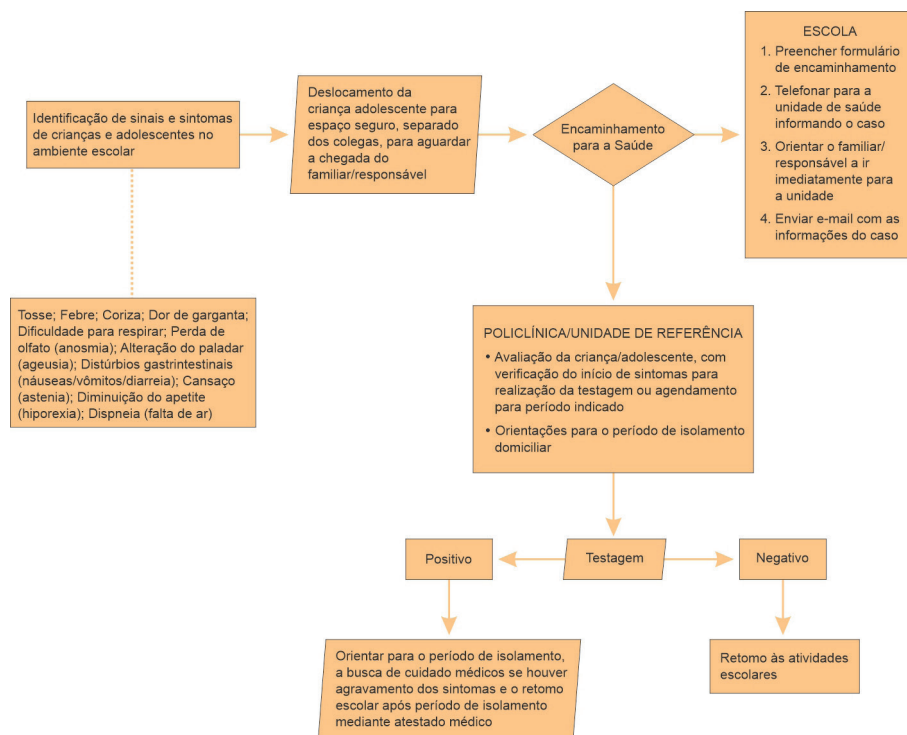 Identificação de sinais e sintomas
de crianças e adolescentes no
ambiente escolar
Deslocamento da
criança adolescente para
espaço seguro, separado
dos colegas, para aguardar
a chegada do
familiar/responsável
Encaminhamento
para a Saúde
ESCOLA
1. Preencher formulário
de encaminhamento
2. Telefonar para a
unidade de saúde
informando o caso
3. Orientar o familiar/
responsável a ir
imediatamente para
a unidade
4. Enviar e-mail com as
informações do caso
Tosse; Febre; Coriza; Dor de garganta;
Dificuldade para respirar; Perda de
olfato (anosmia); Alteração do paladar
(ageusia); Distúrbios gastrintestinais
(náuseas/vômitos/diarreia); Cansaço
(astenia); Diminuição do apetite
(hiporexia); Dispneia (falta de ar)
POLICLÍNICA/UNIDADE DE REFERÊNCIA
• Avaliação da criança/adolescente, com
verificação do início de sintomas para
realização da testagem ou agendamento
para período indicado
• Orientações para o período de isolamento
domiciliar
Positivo
Testagem
Negativo
Orientar para o período de isolamento,
a busca de cuidado médicos se houver
agravamento dos sintomas e o retomo
escolar após período de isolamento
mediante atestado médico
Retomo às atividades
escolares